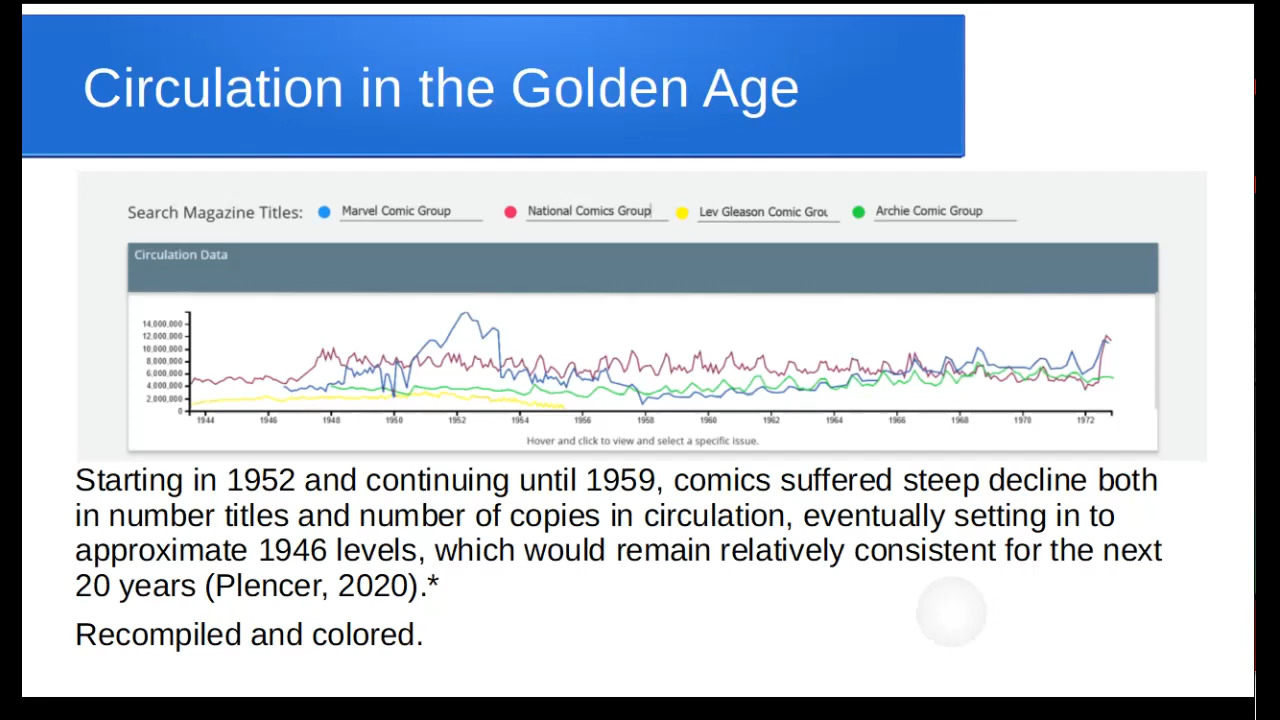 Circulation in the Golden Age
Search Magazine Titles: Marvel Comic Group National Comics Group Lev Gleason Comic Grou Archie Comic Group
Circulation Data
14,000,000
12,000,000
10,000,000
8,000,000
6,000,000
4,000,000
2,000,000
0
1944 1946 1948 1950 1952 1954 1956 1958 1960 1962 1964 1966 1968 1970 1972
Hover and click to view and select a specific issue.
Starting in 1952 and continuing until 1959, comics suffered steep decline both
in number titles and number of copies in circulation, eventually setting in to
approximate 1946 levels, which would remain relatively consistent for the next
20 years (Plencer, 2020).*
Recompiled and colored.